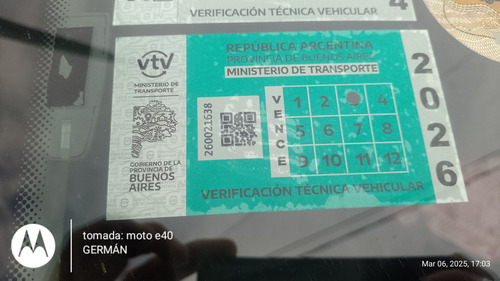 VERIFICACIÓN TÉCNICA VEHICULAR
4
vtv
MINISTERIO DE
TRANSPORTE
GOBIERNO DE LA
PROVINCIA DE
BUENOS
AIRES
260021638
REPÚBLICA ARGENTINA
PROVINCIA DE BUENOS AIRES
MINISTERIO DE TRANSPORTE
VENCE
1 2 4
5 6 7 8
9 10 11 12
2026
VERIFICACIÓN TÉCNICA VEHICULAR
tomada: moto e40
GERMÁN
Mar 06, 2025, 17:03